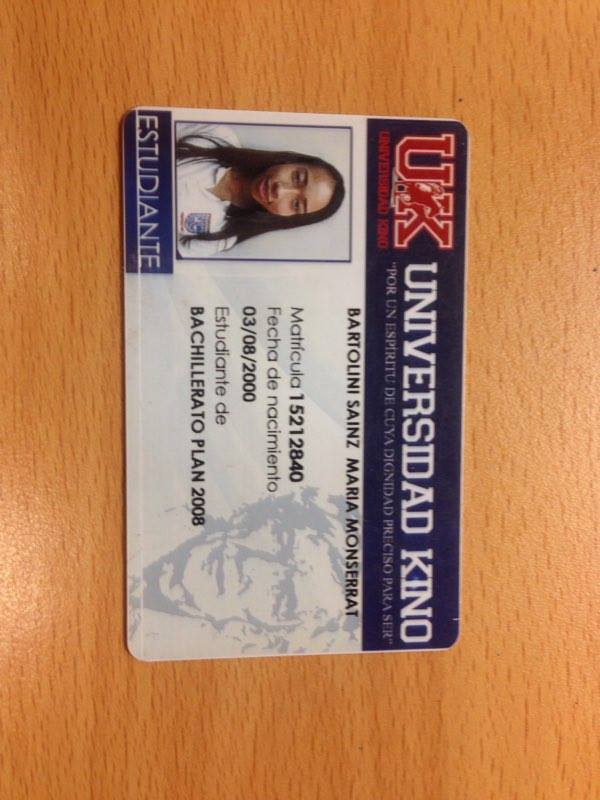 UK
UNIVERSIDAD KINO
UNIVERSIDAD KINO
"POR UN ESPÍRITU DE CUYA DIGNIDAD PRECISO PARA SER"
BARTOLINI SAINZ MARIA MONSERRAT
Matrícula 15212840
Fecha de nacimiento
03/08/2000
Estudiante de
BACHILLERATO PLAN 2008
ESTUDIANTE